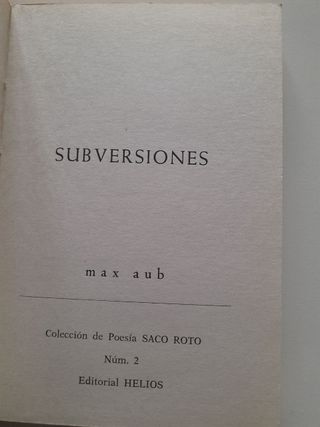 SUBVERSIONES
max aub
Colección de Poesía SACO ROTO
Núm. 2
Editorial HELIOS